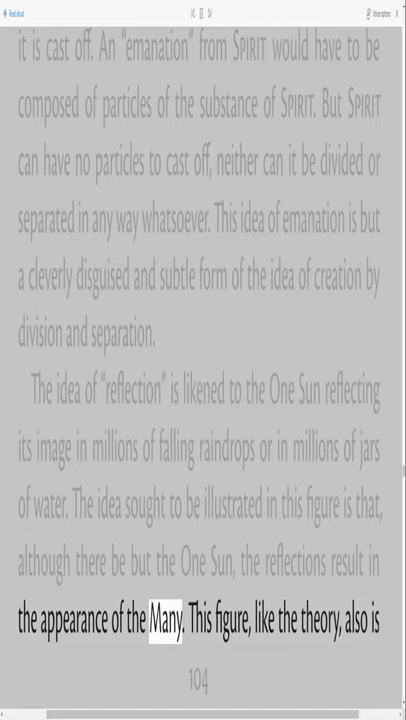 Read aloud
Voice options
it is cast off. An “emanation” from SPIRIT would have to be
composed of particles of the substance of SPIRIT. But SPIRIT
can have no particles to cast off, neither can it be divided or
separated in any way whatsoever. This idea of emanation is but
a cleverly disguised and subtle form of the idea of creation by
division and separation.
The idea of “reflection” is likened to the One Sun reflecting
its image in millions of falling raindrops or in millions of jars
of water. The idea sought to be illustrated in this figure is that,
although there be but the One Sun, the reflections result in
the appearance of the Many. This figure, like the theory, also is
104